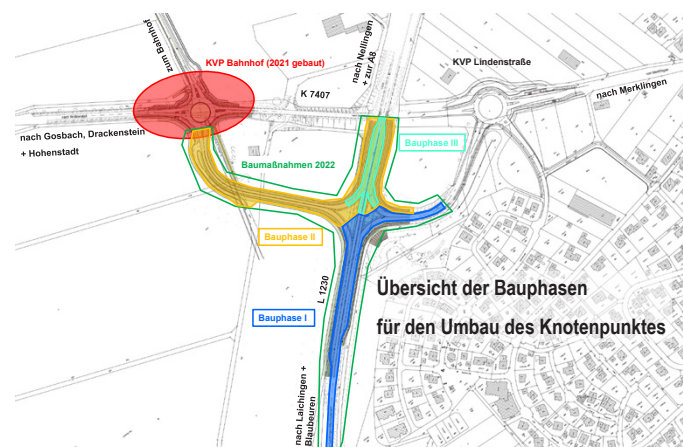 zum Bahnhof
KVP Bahnhof (2021 gebaut)
nach Nellingen
+ zur A8
KVP Lindenstraße
K 7407
nach Merklingen
nach Gosbach, Drackenstein
+ Hohenstadt
Bauphase III
Baumaßnahmen 2022
Bauphase II
L 1230
Bauphase I
Übersicht der Bauphasen
für den Umbau des Knotenpunktes
nach Laichingen +
Blaubeuren